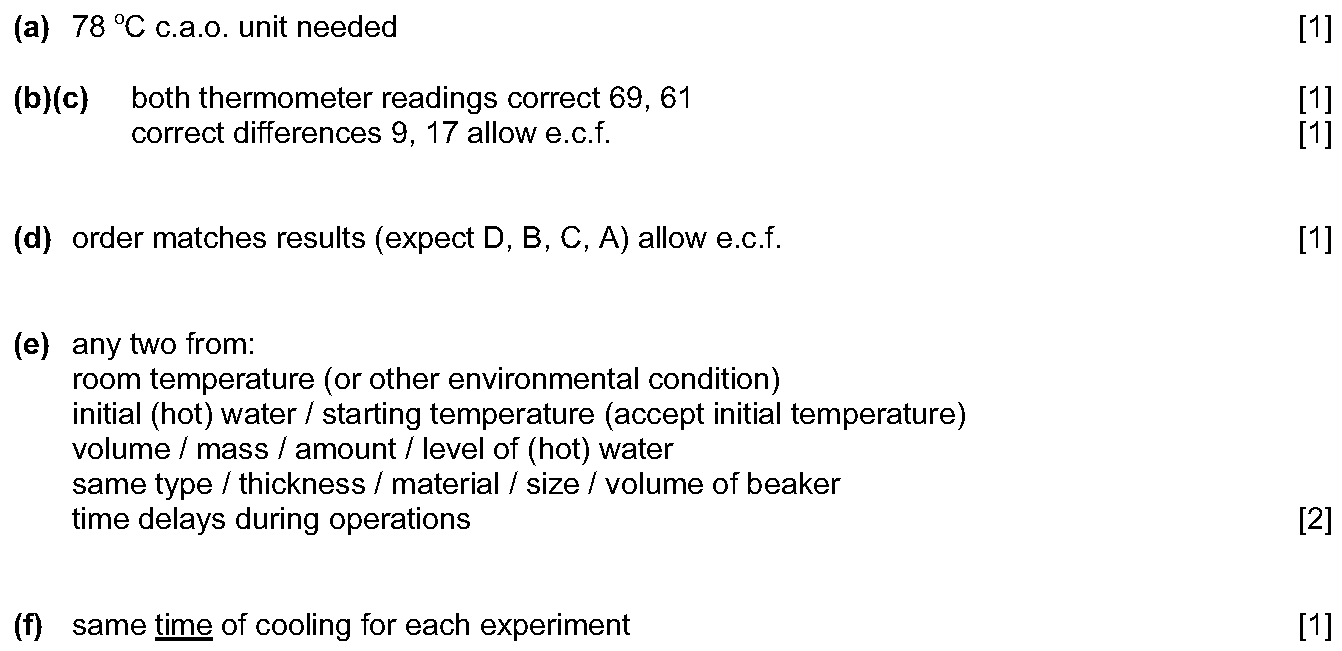 (a) 78 °C c.a.o. unit needed [1]
(b)(c) both thermometer readings correct 69, 61 [1]
correct differences 9, 17 allow e.c.f. [1]
(d) order matches results (expect D, B, C, A) allow e.c.f. [1]
(e) any two from:
room temperature (or other environmental condition)
initial (hot) water / starting temperature (accept initial temperature)
volume / mass / amount / level of (hot) water
same type / thickness / material / size / volume of beaker
time delays during operations [2]
(f) same time of cooling for each experiment [1]